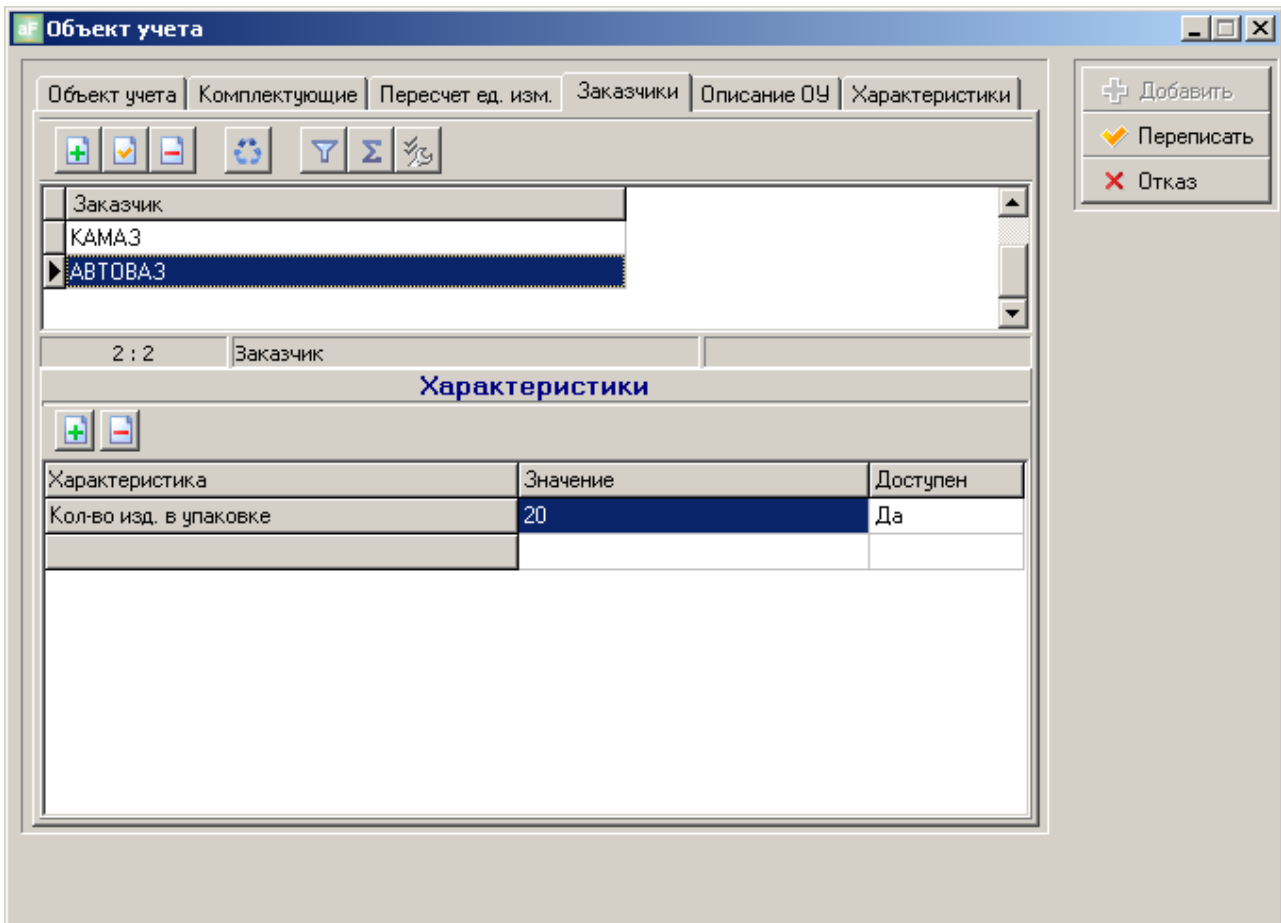 aF Объект учета
Объект учета Комплектующие Пересчет ед. изм. Заказчики Описание ОУ Характеристики
Добавить
Переписать
Отказ
Σ
Заказчик
КАМАЗ
АВТОВАЗ
2 : 2 Заказчик
Характеристики
Характеристика Значение Доступен
Кол-во изд. в упаковке 20 Да